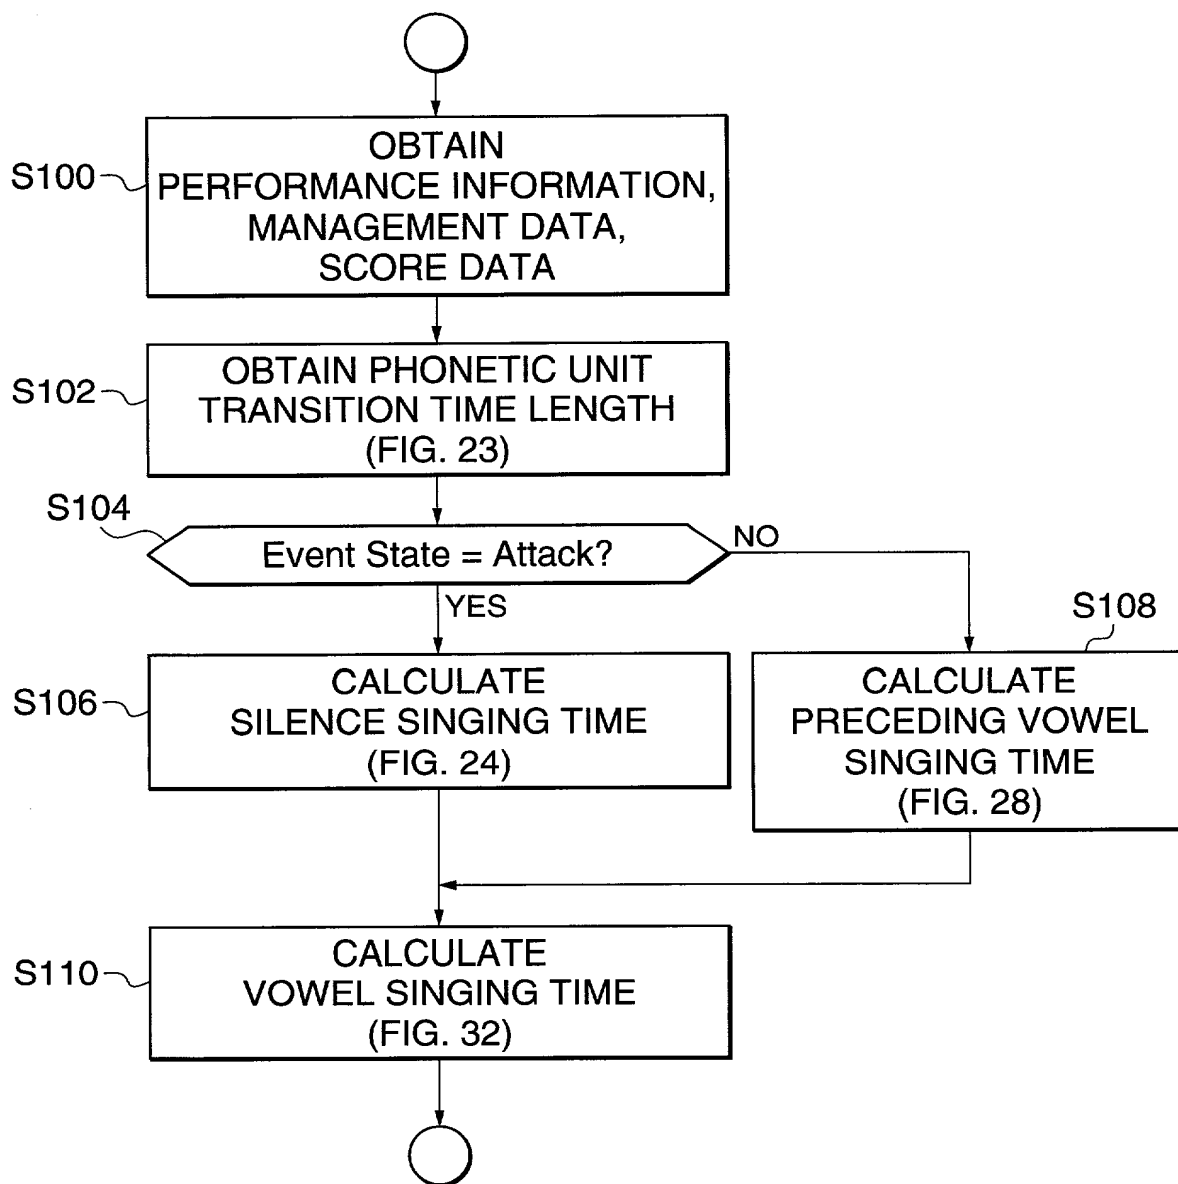 S100
OBTAIN
PERFORMANCE INFORMATION,
MANAGEMENT DATA,
SCORE DATA
S102
OBTAIN PHONETIC UNIT
TRANSITION TIME LENGTH
(FIG. 23)
S104
Event State = Attack?
NO
YES
S106
CALCULATE
SILENCE SINGING TIME
(FIG. 24)
S108
CALCULATE
PRECEDING VOWEL
SINGING TIME
(FIG. 28)
S110
CALCULATE
VOWEL SINGING TIME
(FIG. 32)